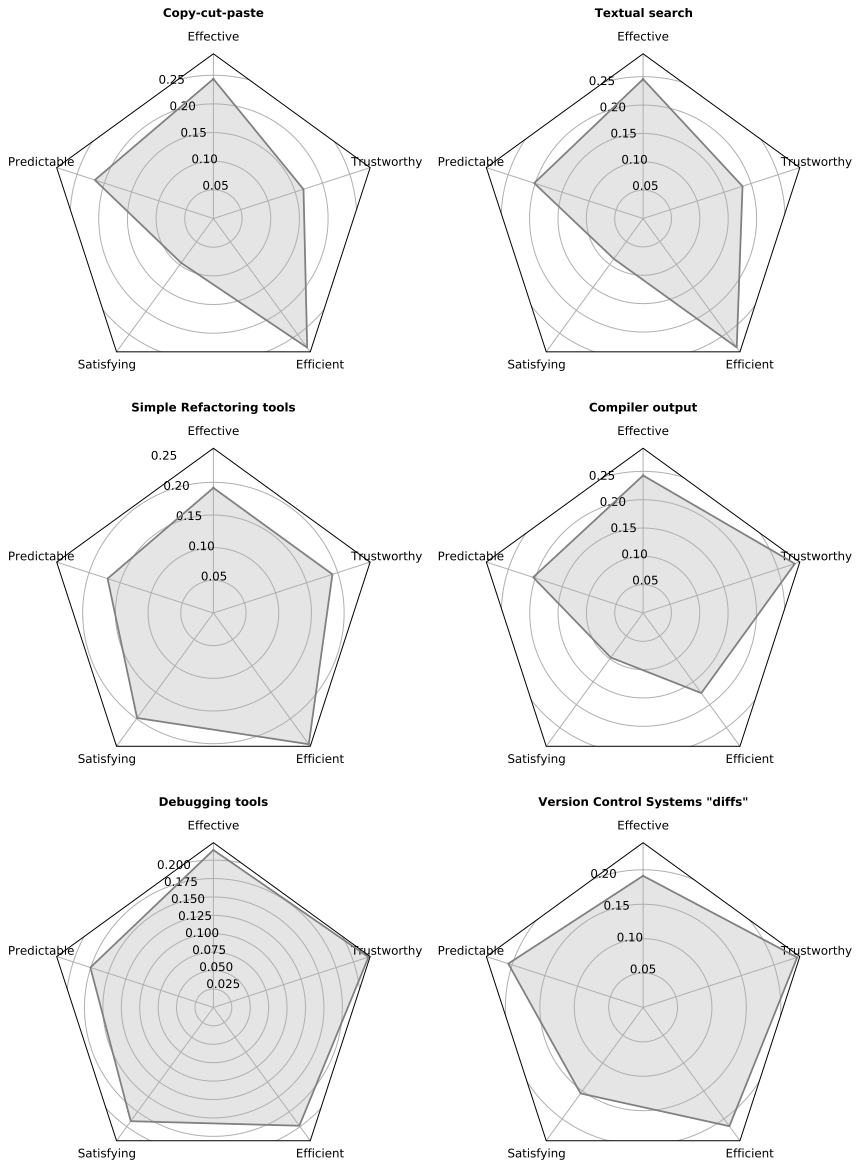 Copy-cut-paste
Effective
0.25
0.20
0.15
0.10
0.05
Predictable
Trustworthy
Satisfying
Efficient
Textual search
Effective
0.25
0.20
0.15
0.10
0.05
Predictable
Trustworthy
Satisfying
Efficient
Simple Refactoring tools
Effective
0.25
0.20
0.15
0.10
0.05
Predictable
Trustworthy
Satisfying
Efficient
Compiler output
Effective
0.25
0.20
0.15
0.10
0.05
Predictable
Trustworthy
Satisfying
Efficient
Debugging tools
Effective
0.200
0.175
0.150
0.125
0.100
0.075
0.050
0.025
Predictable
Trustworthy
Satisfying
Efficient
Version Control Systems "diffs"
Effective
0.20
0.15
0.10
0.05
Predictable
Trustworthy
Satisfying
Efficient